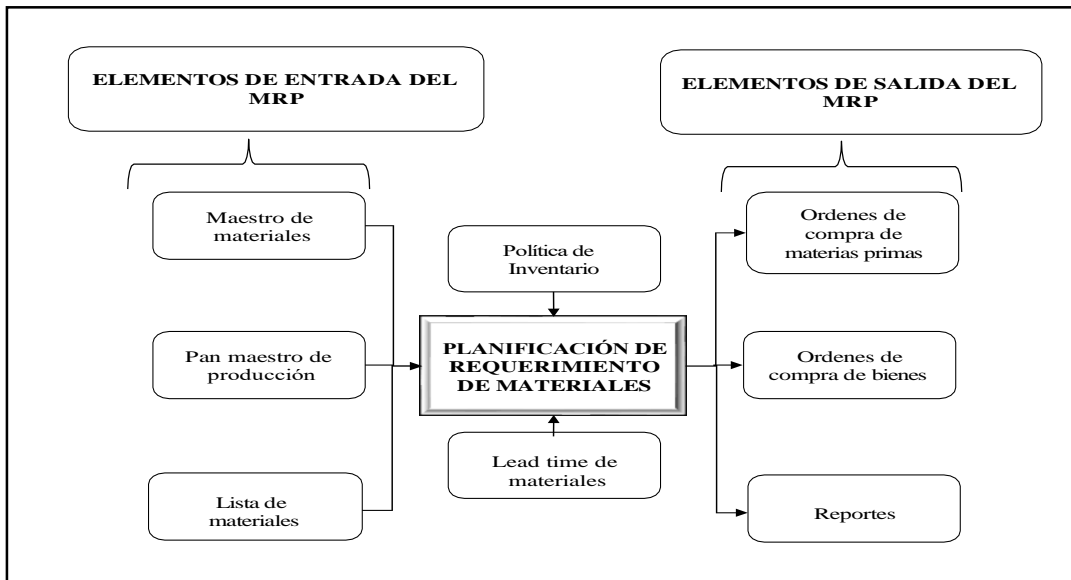 ELEMENTOS DE ENTRADA DEL
MRP
ELEMENTOS DE SALIDA DEL
MRP
Maestro de
materiales
Pan maestro de
producción
Lista de
materiales
Política de
Inventario
PLANIFICACIÓN DE
REQUERIMIENTO
DE MATERIALES
Lead time de
materiales
Ordenes de
compra de
materias primas
Ordenes de
compra de bienes
Reportes